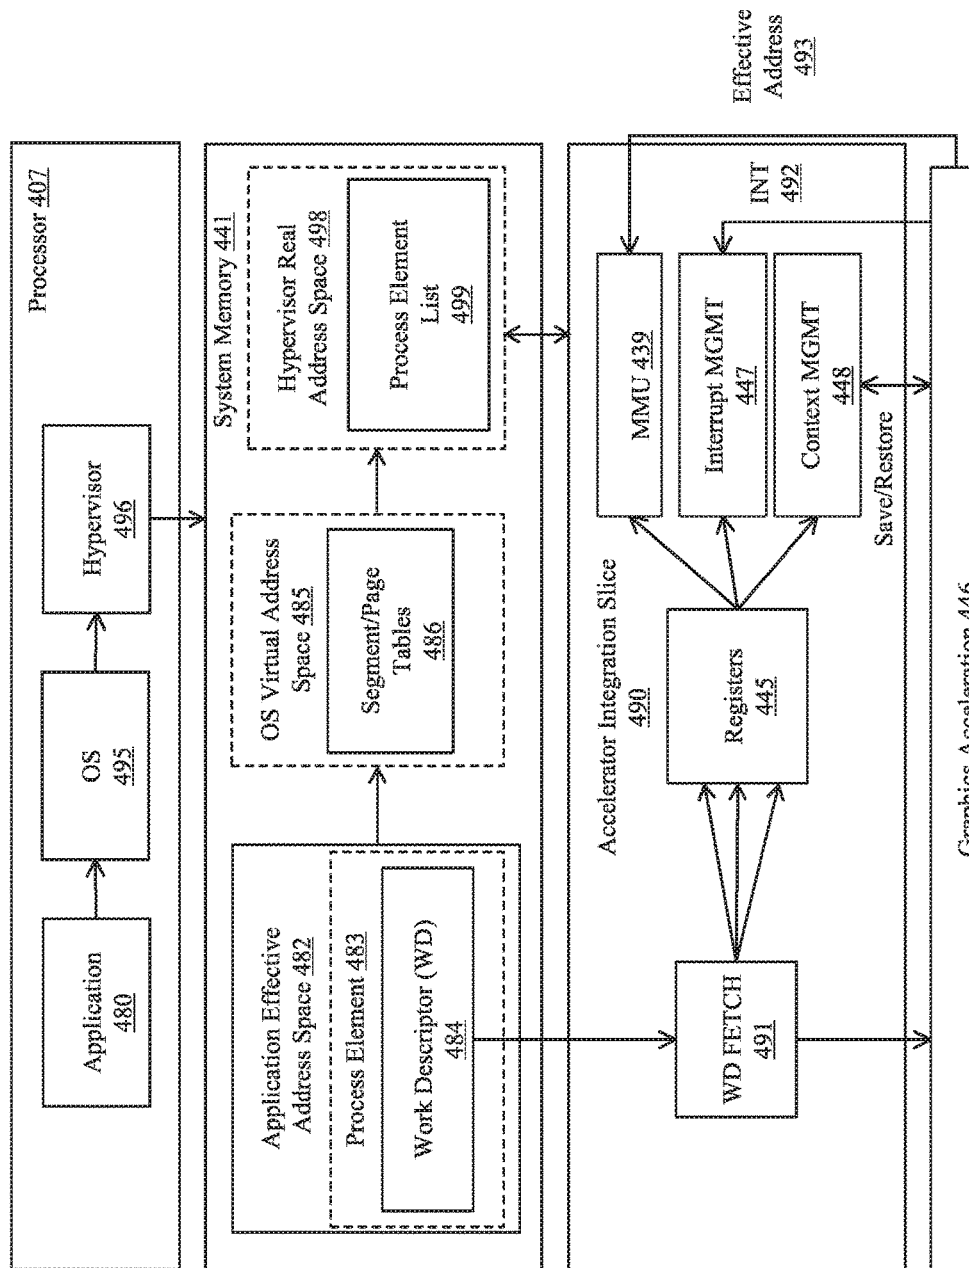 Processor 407
Application
480
OS
495
Hypervisor
496
System Memory 441
Application Effective
Address Space 482
Process Element 483
Work Descriptor (WD)
484
OS Virtual Address
Space 485
Segment/Page
Tables
486
Hypervisor Real
Address Space 498
Process Element
List
499
Accelerator Integration Slice
490
WD FETCH
491
Registers
445
MMU 439
Interrupt MGMT
447
Context MGMT
448
Save/Restore
INT
492
Effective
Address
493
Graphics Acceleration 446